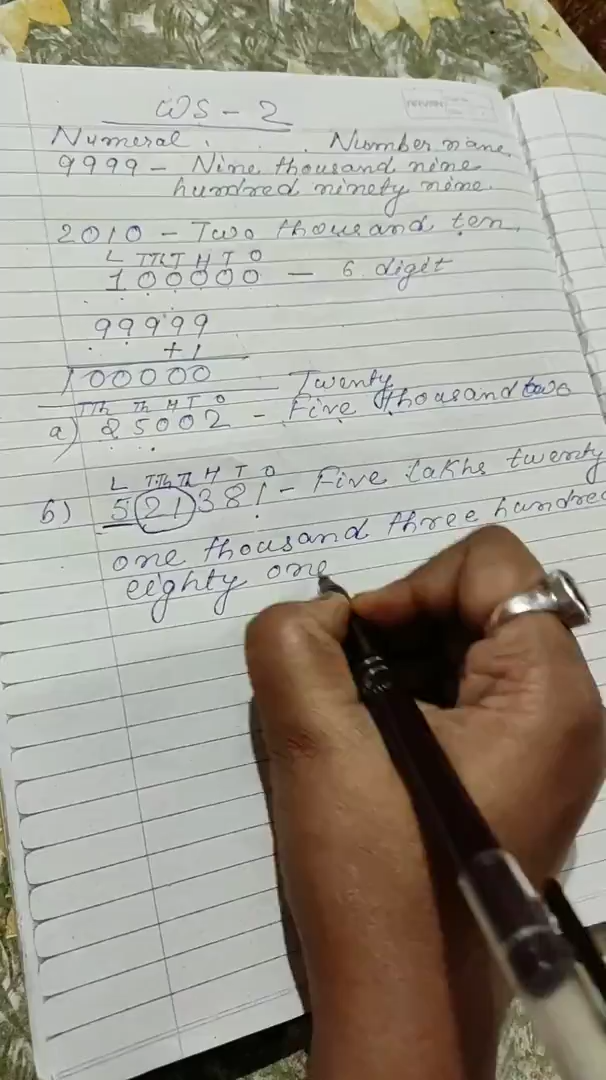 WS - 2
Numeral. Number name
9999 - Nine thousand nine
hundred ninety nine.
2010 - Two thousand ten.
L TTh T H T O
100000 - 6 digit
99999
+1
100000
Twenty
TTh Th H T O
a) 25002 - Five thousand two
L TTh Th H T O
b) 521381 - Five lakhs twenty
one thousand three hundred
eighty one